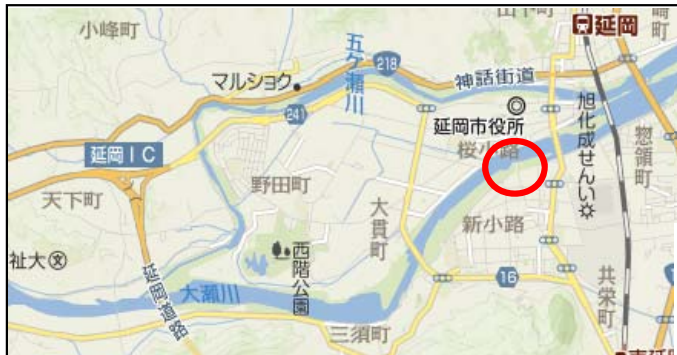 小峰町
五ヶ瀬川
218
マルショク
神話街道
延岡
241
延岡市役所
旭化成せんい
惣領町
延岡IC
桜小路
天下町
野田町
大貫町
新小路
祉大
文
西階公園
16
共栄町
大瀬川
延岡道路
三須町